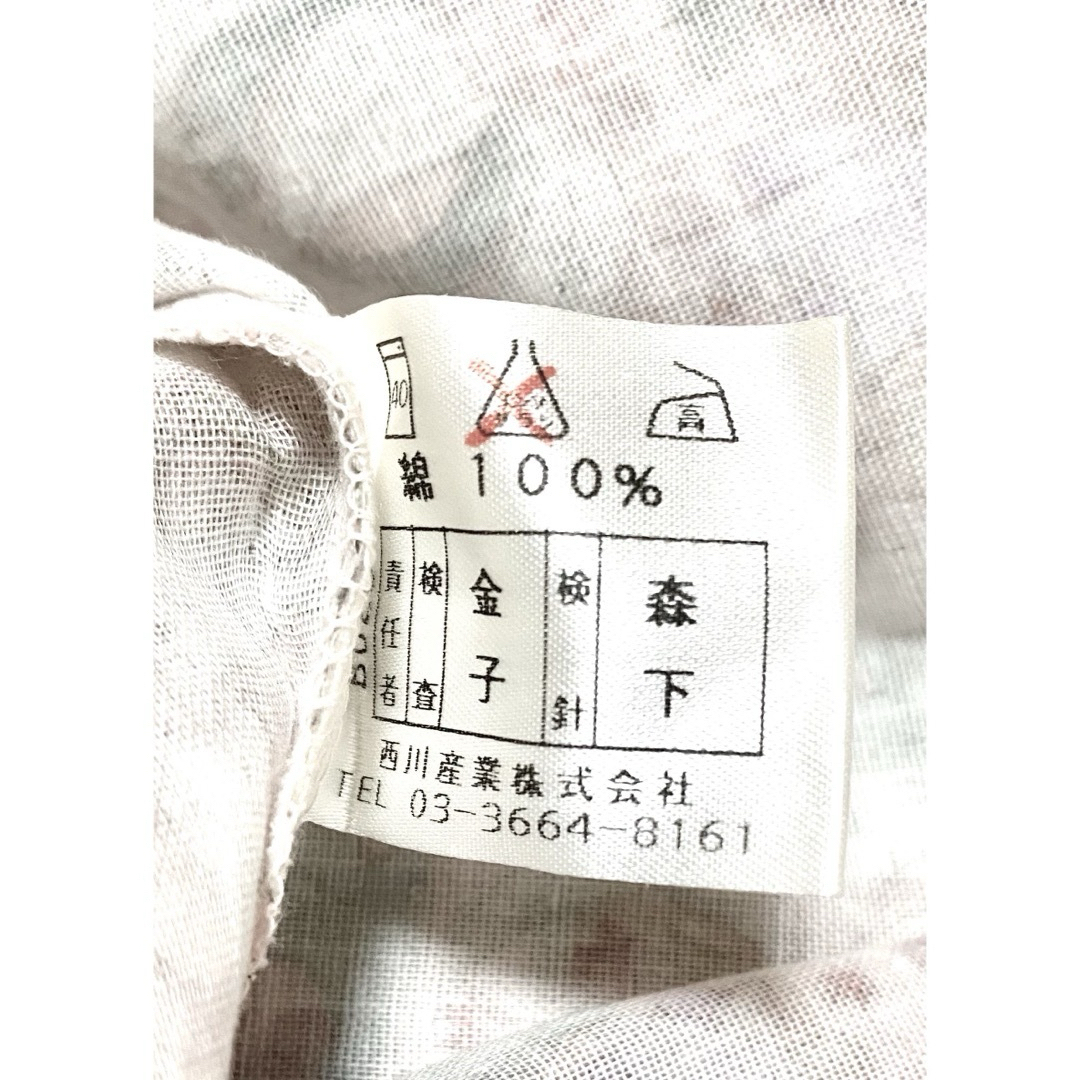 40
高
綿 100%
責任者
検査
金子
検針
森下
西川産業株式会社
TEL 03-3664-8161